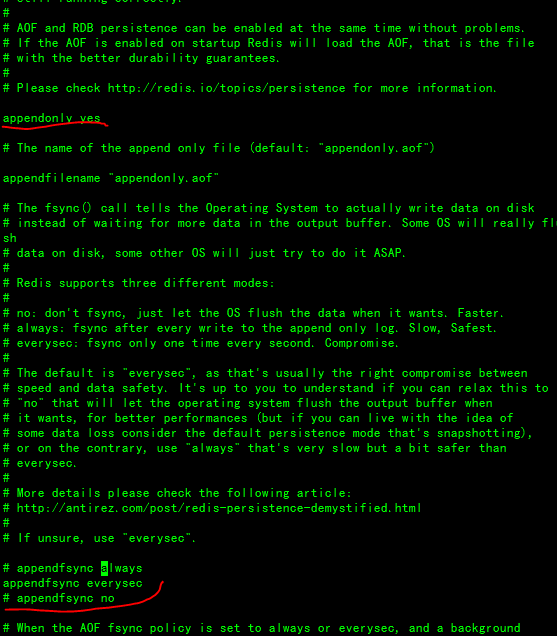 # still running correctly.
#
# AOF and RDB persistence can be enabled at the same time without problems.
# If the AOF is enabled on startup Redis will load the AOF, that is the file
# with the better durability guarantees.
#
# Please check http://redis.io/topics/persistence for more information.
appendonly yes
# The name of the append only file (default: "appendonly.aof")
appendfilename "appendonly.aof"
# The fsync() call tells the Operating System to actually write data on disk
# instead of waiting for more data in the output buffer. Some OS will really flu
sh
# data on disk, some other OS will just try to do it ASAP.
#
# Redis supports three different modes:
#
# no: don't fsync, just let the OS flush the data when it wants. Faster.
# always: fsync after every write to the append only log. Slow, Safest.
# everysec: fsync only one time every second. Compromise.
#
# The default is "everysec", as that's usually the right compromise between
# speed and data safety. It's up to you to understand if you can relax this to
# "no" that will let the operating system flush the output buffer when
# it wants, for better performances (but if you can live with the idea of
# some data loss consider the default persistence mode that's snapshotting),
# or on the contrary, use "always" that's very slow but a bit safer than
# everysec.
#
# More details please check the following article:
# http://antirez.com/post/redis-persistence-demystified.html
#
# If unsure, use "everysec".
# appendfsync always
appendfsync everysec
# appendfsync no
# When the AOF fsync policy is set to always or everysec, and a background